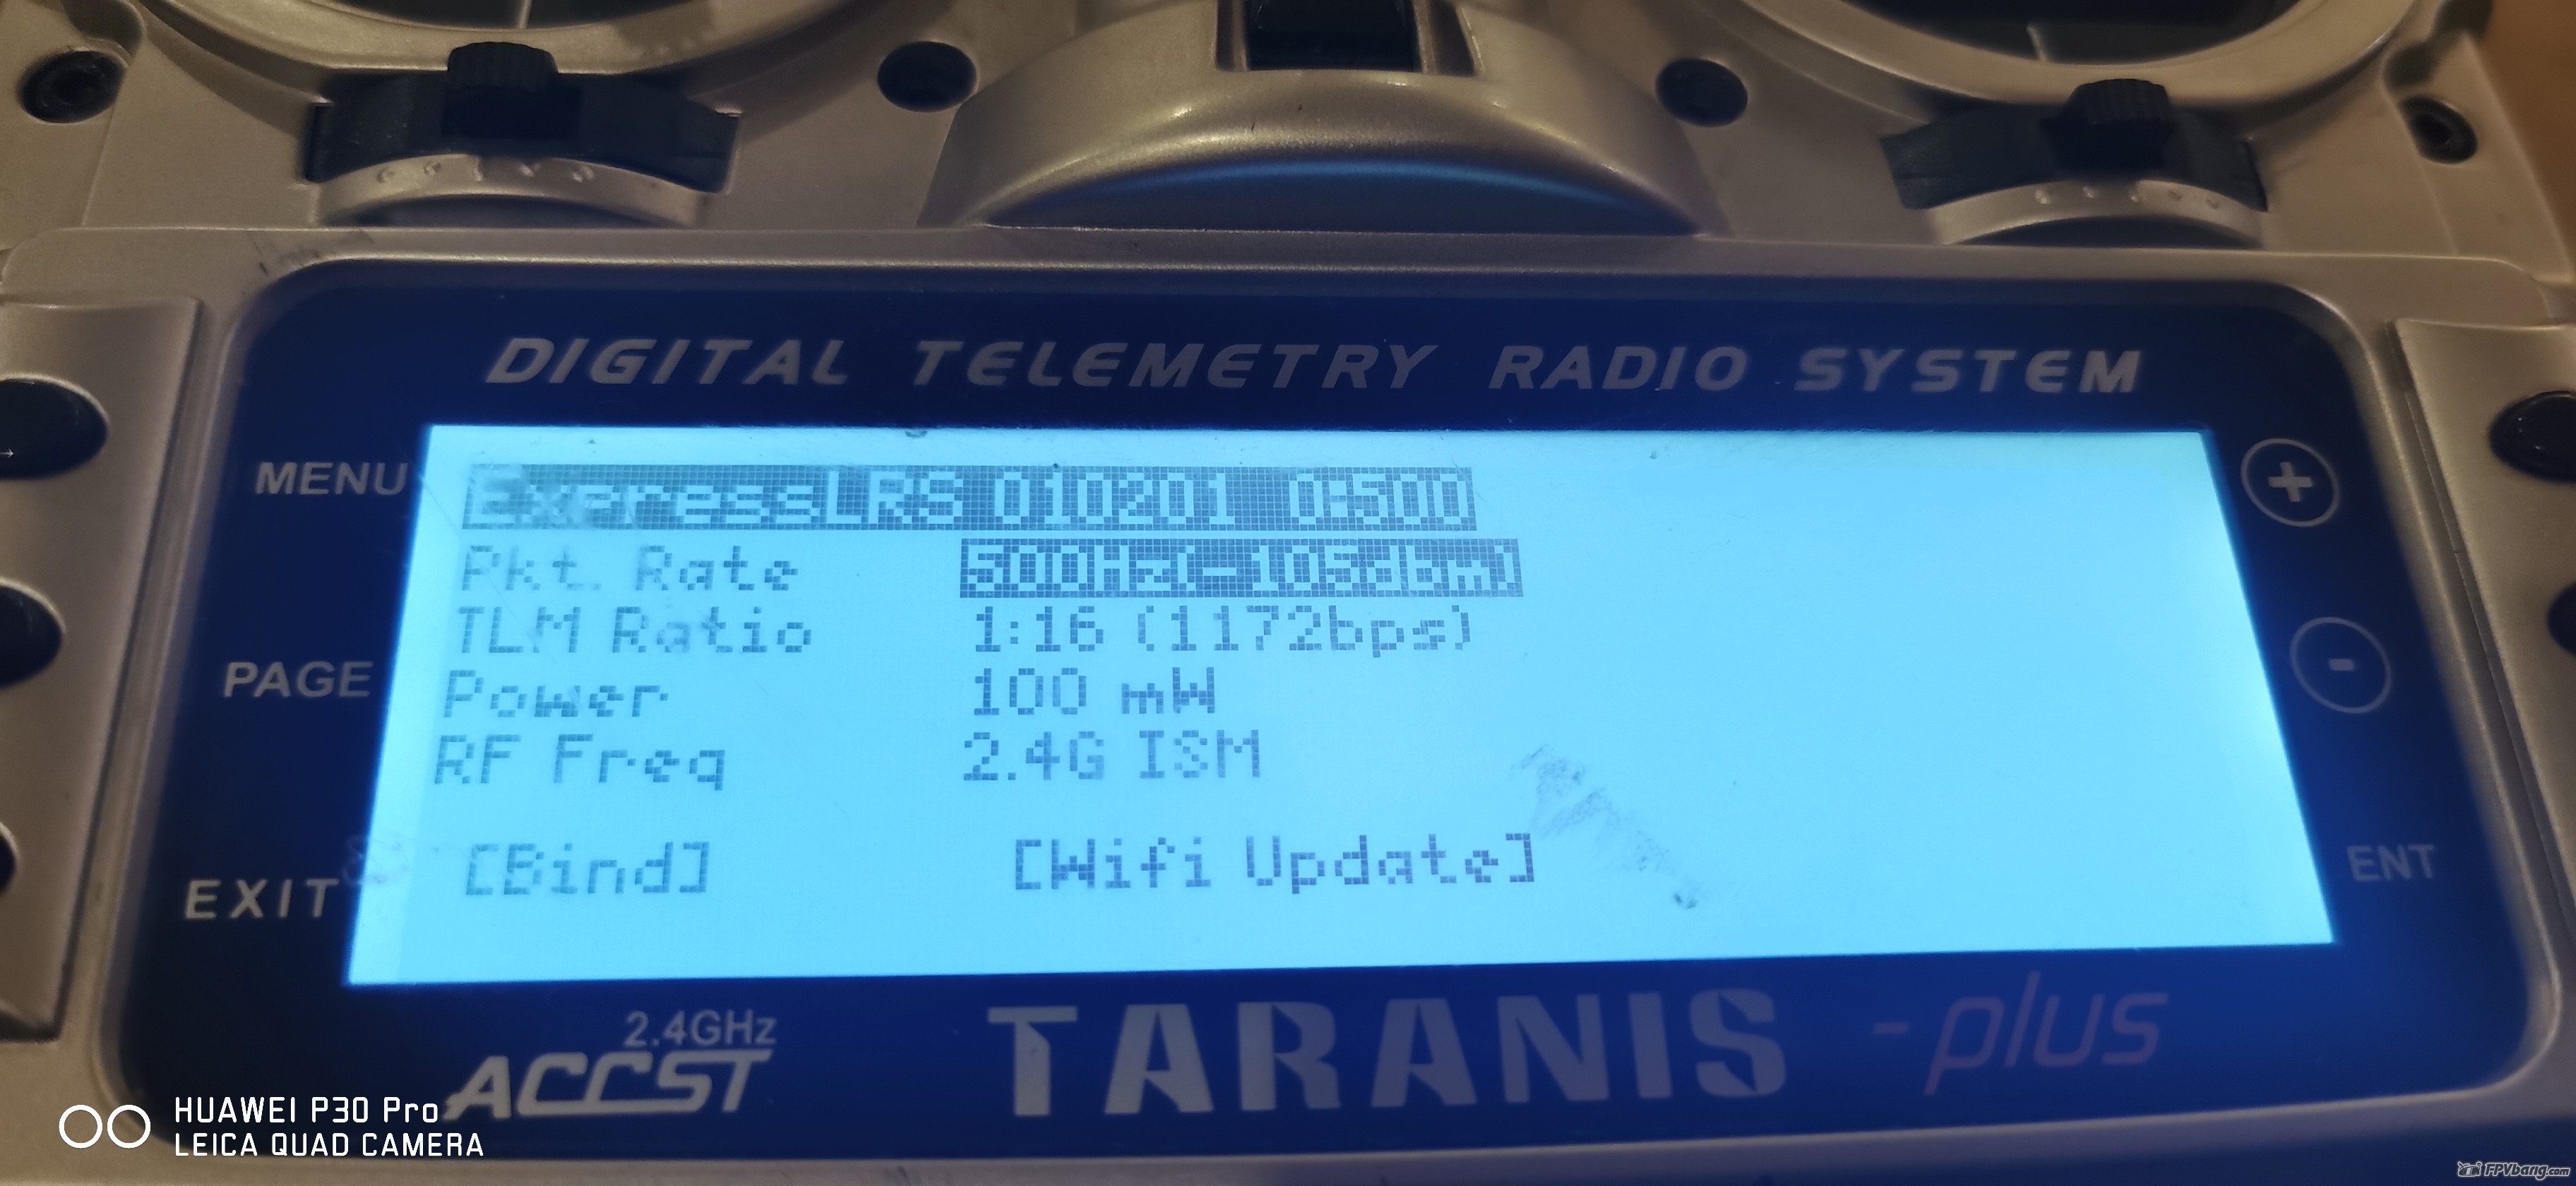 DIGITAL TELEMETRY RADIO SYSTEM
MENU
PAGE
EXIT
ExpressLRS 010201 0:500
Pkt. Rate 500Hz(-105dbm)
TLM Ratio 1:16 (1172bps)
Power 100 mW
RF Freq 2.4G ISM
[Bind] [Wifi Update]
+
-
ENT
2.4GHz
ACCST
TARANIS -plus
HUAWEI P30 Pro
LEICA QUAD CAMERA
FPVbang.com